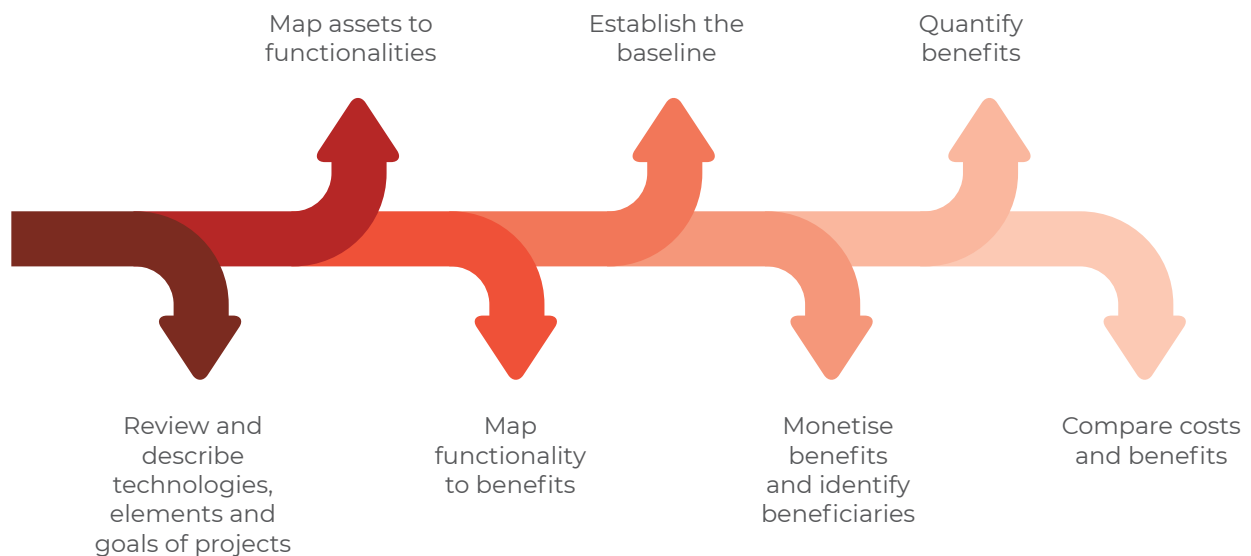 Map assets to
functionalities
Establish the
baseline
Quantify
benefits
Review and
describe
technologies,
elements and
goals of projects
Map
functionality
to benefits
Monetise
benefits
and identify
beneficiaries
Compare costs
and benefits